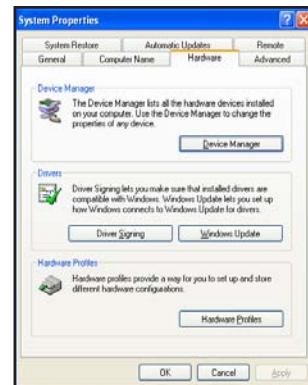 System Properties
System Restore Automatic Updates Remote
General Computer Name Hardware Advanced
Device Manager
The Device Manager lists all the hardware devices installed
on your computer. Use the Device Manager to change the
properties of any device.
Device Manager
Drivers
Driver Signing lets you make sure that installed drivers are
compatible with Windows. Windows Update lets you set up
how Windows connects to Windows Update for drivers.
Driver Signing Windows Update
Hardware Profiles
Hardware profiles provide a way for you to set up and store
different hardware configurations.
Hardware Profiles
OK Cancel Apply